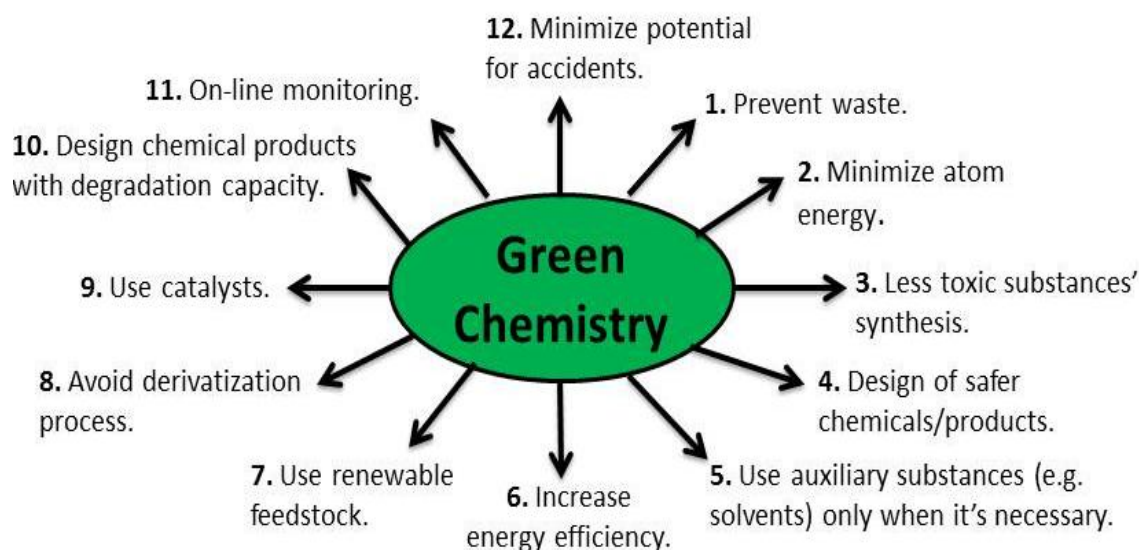 Green
Chemistry
1. Prevent waste.
2. Minimize atom
energy.
3. Less toxic substances'
synthesis.
4. Design of safer
chemicals/products.
5. Use auxiliary substances (e.g.
solvents) only when it's necessary.
6. Increase
energy efficiency.
7. Use renewable
feedstock.
8. Avoid derivatization
process.
9. Use catalysts.
10. Design chemical products
with degradation capacity.
11. On-line monitoring.
12. Minimize potential
for accidents.